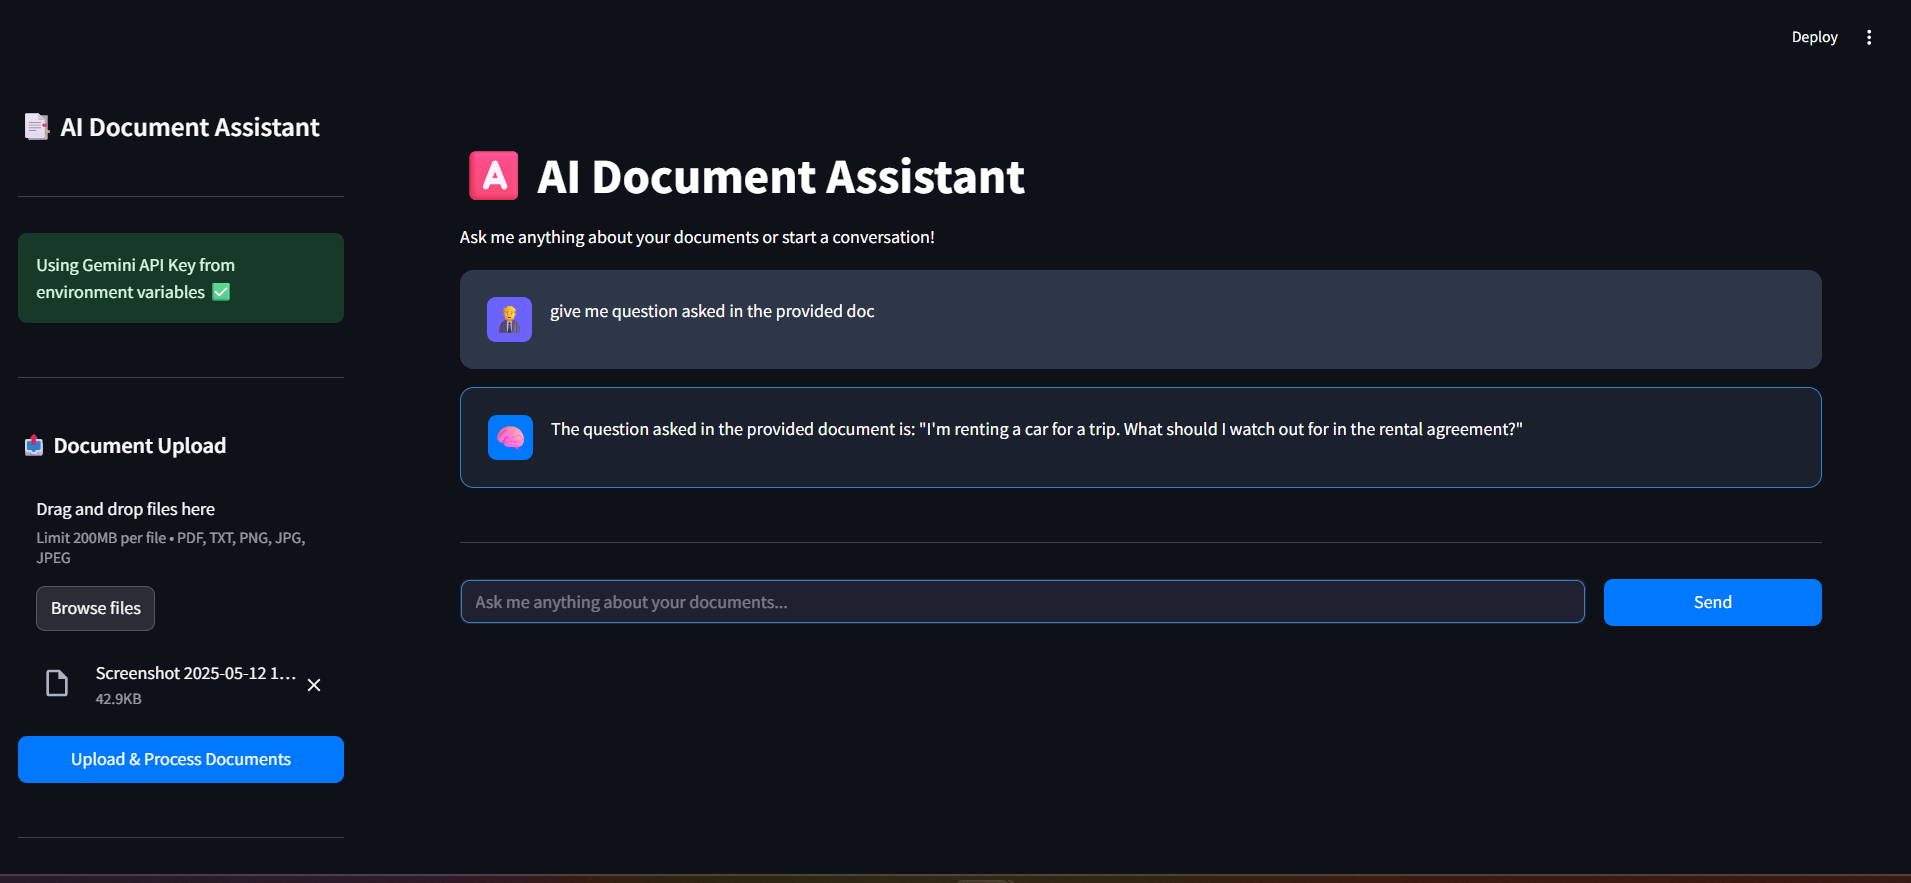 Deploy
AI Document Assistant
Using Gemini API Key from
environment variables
Document Upload
Drag and drop files here
Limit 200MB per file • PDF, TXT, PNG, JPG,
JPEG
Browse files
Screenshot 2025-05-12 1...
42.9KB
Upload & Process Documents
A AI Document Assistant
Ask me anything about your documents or start a conversation!
give me question asked in the provided doc
The question asked in the provided document is: "I'm renting a car for a trip. What should I watch out for in the rental agreement?"
Ask me anything about your documents...
Send